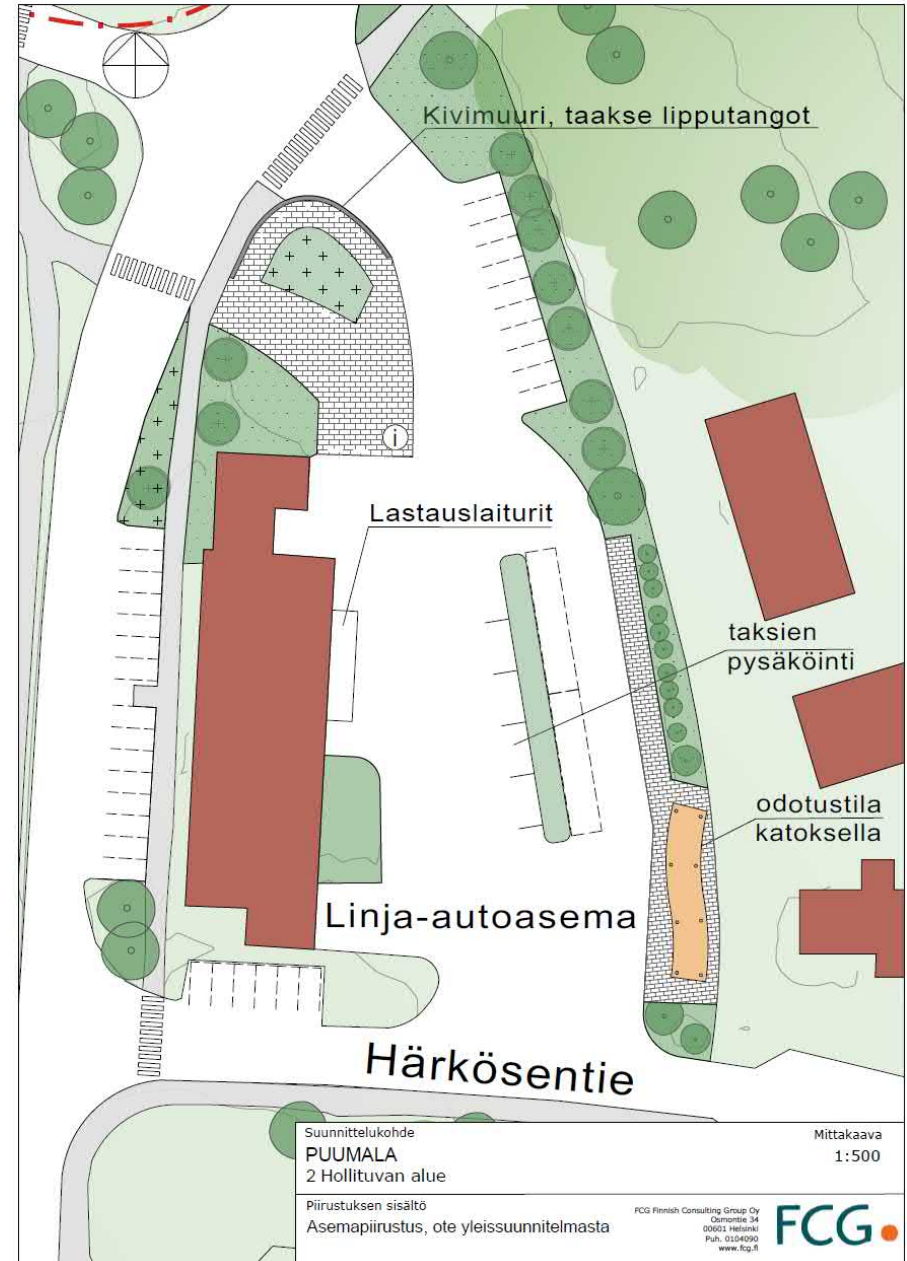 Kivimuuri, taakse lipputangot
i
Lastauslaiturit
taksien
pysäköinti
odotustila
katoksella
Linja-autoasema
Härkösentie
Suunnittelukohde
PUUMALA
2 Hollituvan alue
Mittakaava
1:500
Piirustuksen sisältö
Asemapiirustus, ote yleissuunnitelmasta
FCG Finnish Consulting Group Oy
Osmontie 34
00601 Helsinki
Puh. 0104090
www.fcg.fi
FCG